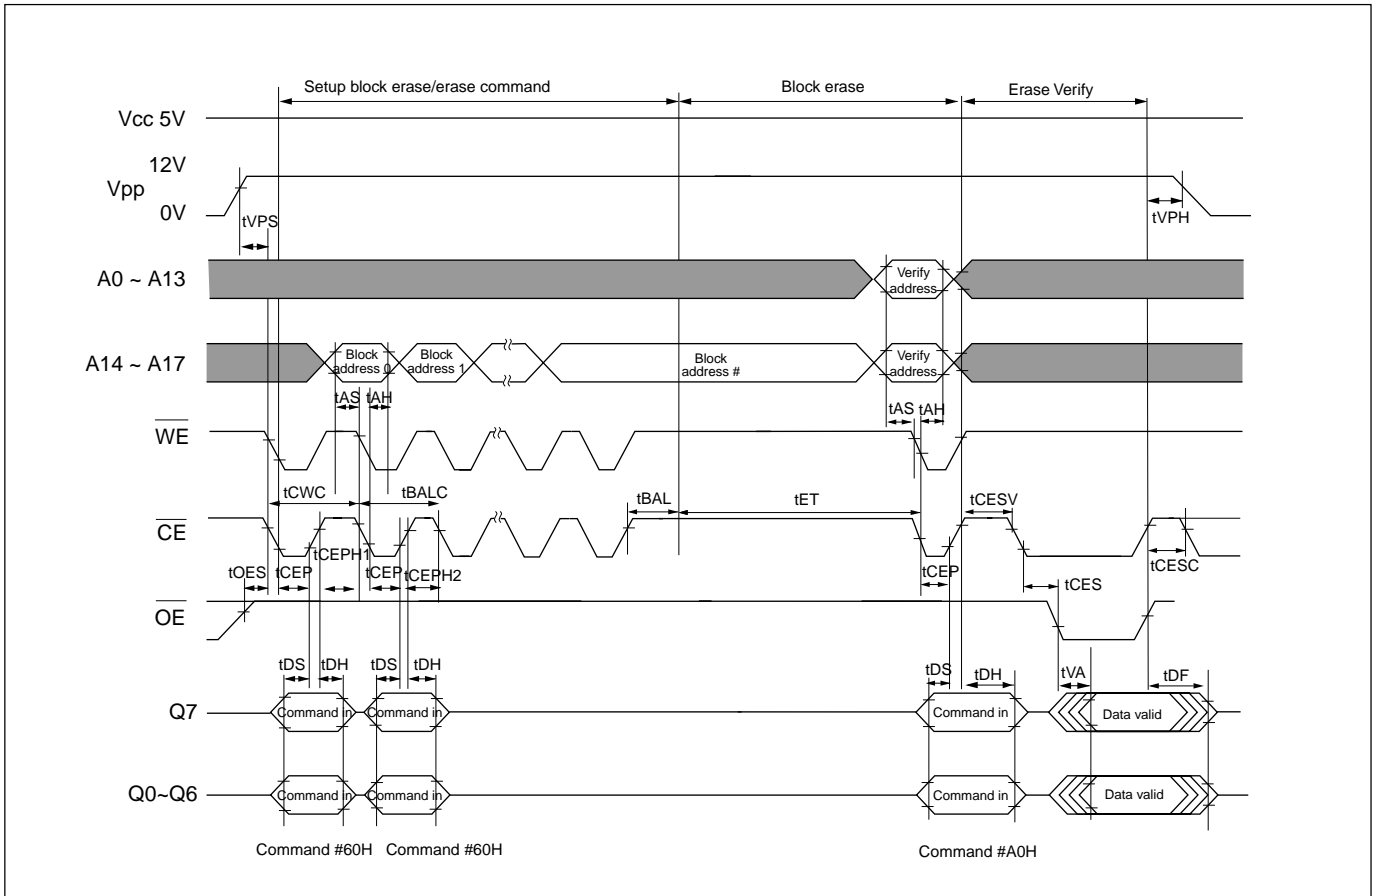 Setup block erase/erase command
Block erase
Erase Verify
Vcc 5V
12V
Vpp
0V
tVPS
tVPH
A0 ~ A13
Verify
address
A14 ~ A17
Block
address 0
Block
address 1
Block
address #
Verify
address
tAS
tAH
tAS
tAH
WE
tCWC
tBALC
tBAL
tET
tCESV
CE
tCEPH1
tOES
tCEP
tCEP
tCEPH2
tCEP
tCES
tCESC
OE
tDS
tDH
tDS
tDH
tDS
tDH
tVA
tDF
Q7
Command in
Command in
Command in
Data valid
Q0~Q6
Command in
Command in
Command in
Data valid
Command #60H
Command #60H
Command #A0H